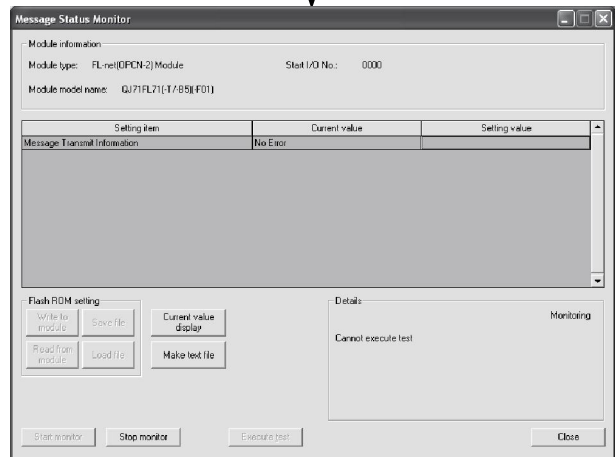 Message Status Monitor
Module information
Module type: FL-net(OPCN-2) Module Start I/O No.: 0000
Module model name: QJ71FL71(-T/-B5)(-F01)
Setting item Current value Setting value
Message Transmit Information No Error
Flash ROM setting
Write to module
Save file
Current value display
Read from module
Load file
Make text file
Details
Monitoring
Cannot execute test
Start monitor Stop monitor Execute test Close